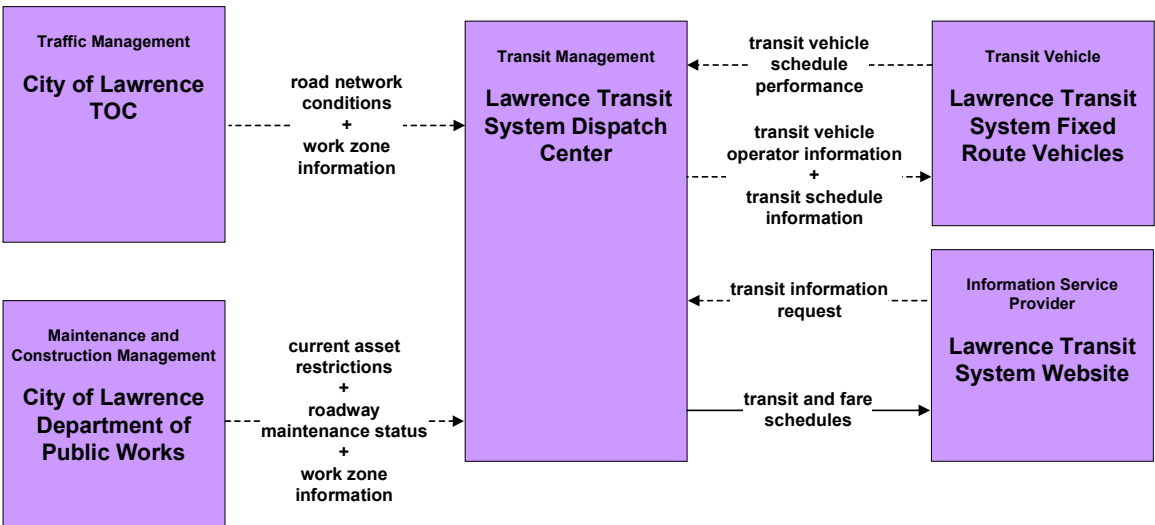 Traffic Management
City of Lawrence
TOC
road network
conditions
+
work zone
information
Transit Management
Lawrence Transit
System Dispatch
Center
transit vehicle
schedule
performance
transit vehicle
operator information
+
transit schedule
information
Transit Vehicle
Lawrence Transit
System Fixed
Route Vehicles
Maintenance and
Construction Management
City of Lawrence
Department of
Public Works
current asset
restrictions
+
roadway
maintenance status
+
work zone
information
transit information
request
transit and fare
schedules
Information Service
Provider
Lawrence Transit
System Website